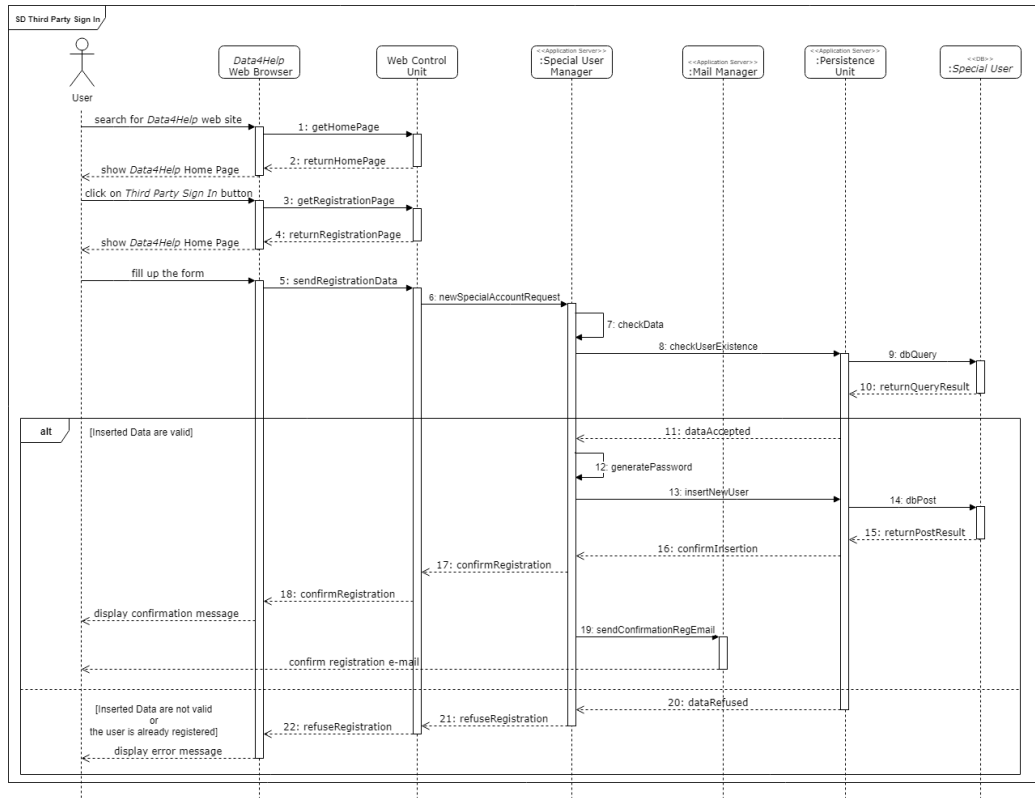 SD Third Party Sign In
User
Data4Help
Web Browser
Web Control
Unit
<<Application Server>>
:Special User
Manager
<<Application Server>>
:Mail Manager
<<Application Server>>
:Persistence
Unit
<<DB>>
:Special User
search for Data4Help web site
1: getHomePage
2: returnHomePage
show Data4Help Home Page
click on Third Party Sign In button
3: getRegistrationPage
4: returnRegistrationPage
show Data4Help Home Page
fill up the form
5: sendRegistrationData
6: newSpecialAccountRequest
7: checkData
8: checkUserExistence
9: dbQuery
10: returnQueryResult
alt
[Inserted Data are valid]
11: dataAccepted
12: generatePassword
13: insertNewUser
14: dbPost
15: returnPostResult
16: confirmInsertion
17: confirmRegistration
18: confirmRegistration
display confirmation message
19: sendConfirmationRegEmail
confirm registration e-mail
20: dataRefused
[Inserted Data are not valid
or
the user is already registered]
21: refuseRegistration
22: refuseRegistration
display error message